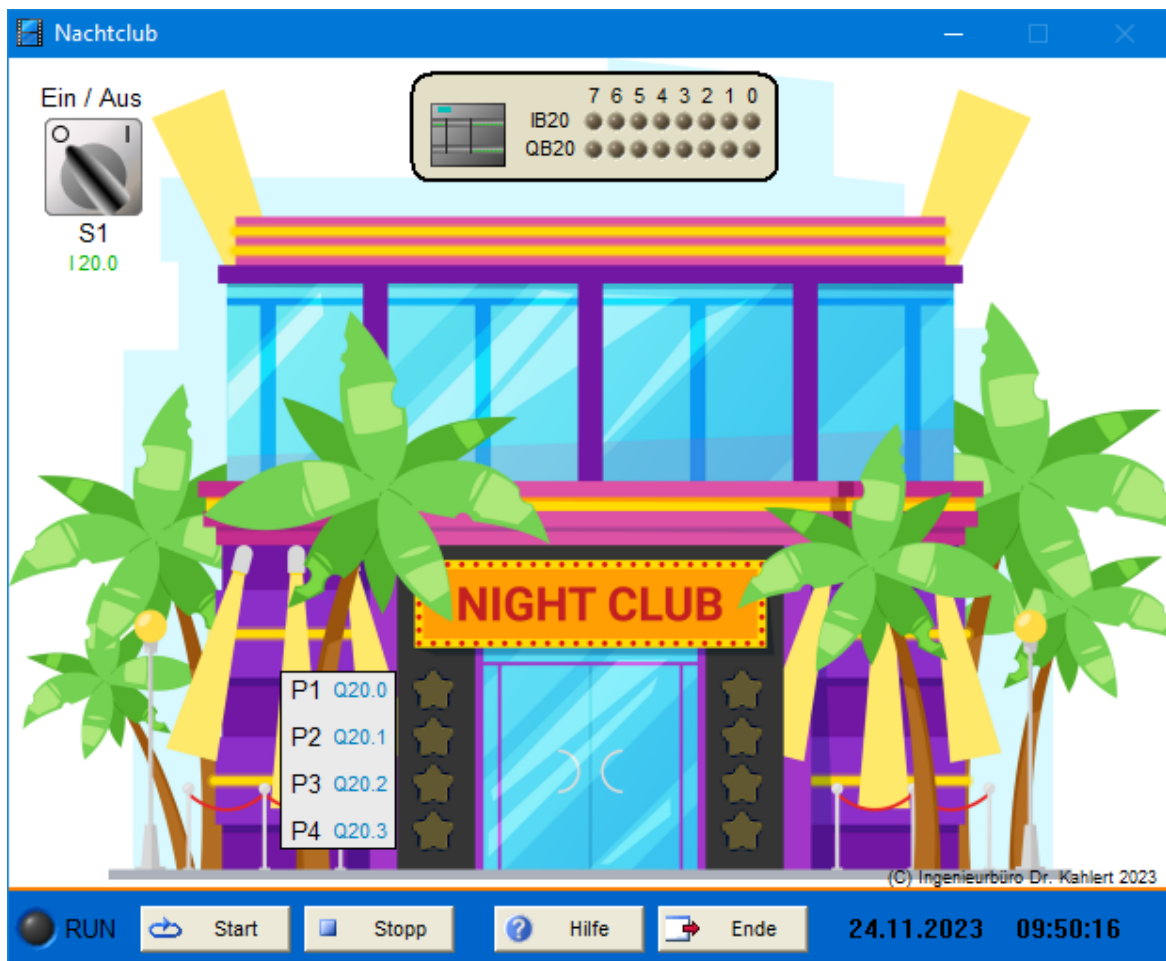 Nachtclub
Ein / Aus
O I
S1
I 20.0
7 6 5 4 3 2 1 0
IB20
QB20
NIGHT CLUB
P1 Q20.0
P2 Q20.1
P3 Q20.2
P4 Q20.3
(C) Ingenieurbüro Dr. Kahlert 2023
RUN Start Stopp Hilfe Ende 24.11.2023 09:50:16